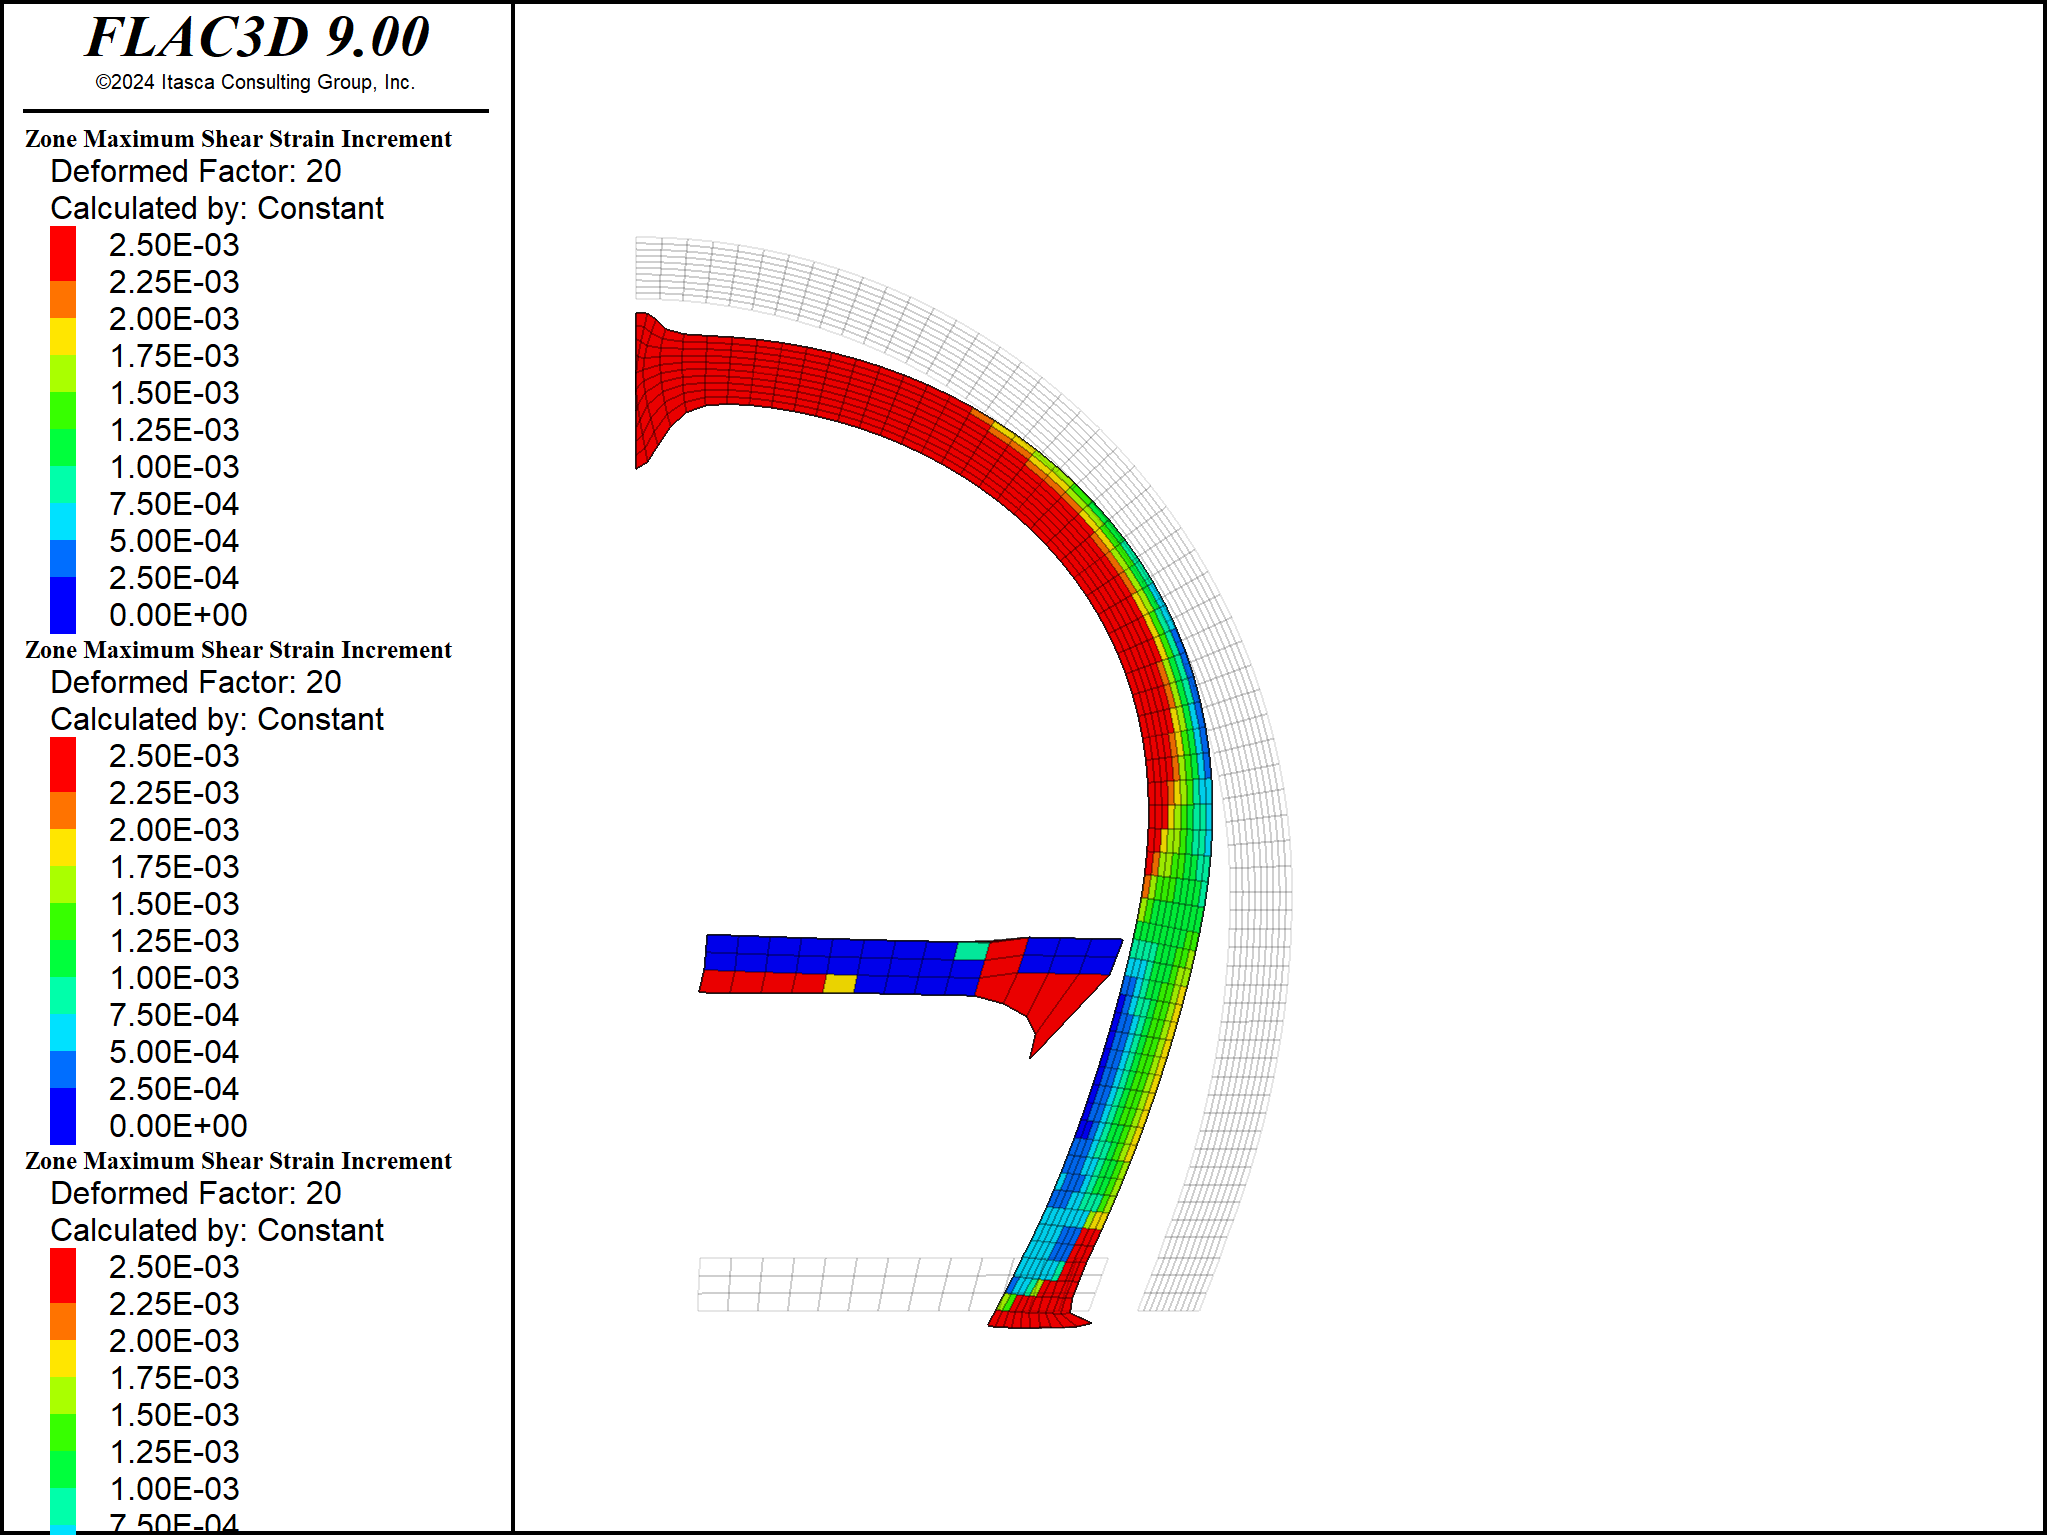 FLAC3D 9.00
©2024 Itasca Consulting Group, Inc.
Zone Maximum Shear Strain Increment
Deformed Factor: 20
Calculated by: Constant
2.50E-03
2.25E-03
2.00E-03
1.75E-03
1.50E-03
1.25E-03
1.00E-03
7.50E-04
5.00E-04
2.50E-04
0.00E+00
Zone Maximum Shear Strain Increment
Deformed Factor: 20
Calculated by: Constant
2.50E-03
2.25E-03
2.00E-03
1.75E-03
1.50E-03
1.25E-03
1.00E-03
7.50E-04
5.00E-04
2.50E-04
0.00E+00
Zone Maximum Shear Strain Increment
Deformed Factor: 20
Calculated by: Constant
2.50E-03
2.25E-03
2.00E-03
1.75E-03
1.50E-03
1.25E-03
1.00E-03
7.50E-04